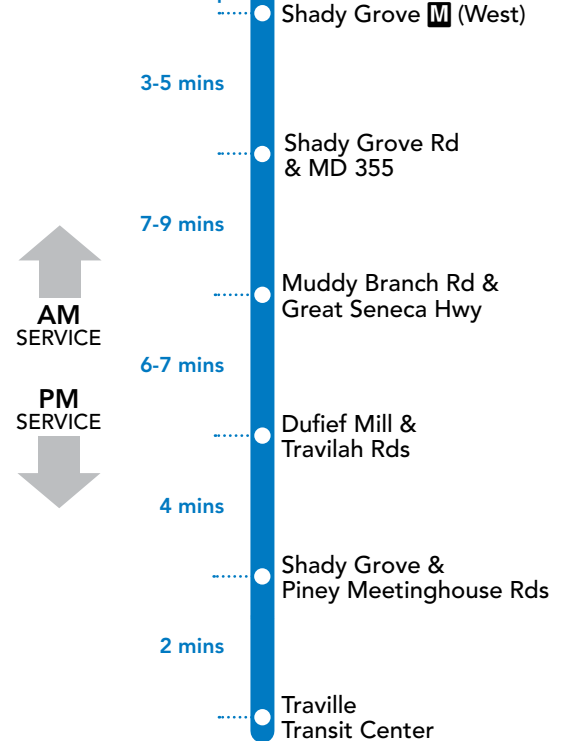 Shady Grove M (West)
3-5 mins
Shady Grove Rd
& MD 355
7-9 mins
Muddy Branch Rd &
Great Seneca Hwy
AM
SERVICE
6-7 mins
PM
SERVICE
Dufief Mill &
Travilah Rds
4 mins
Shady Grove &
Piney Meetinghouse Rds
2 mins
Traville
Transit Center